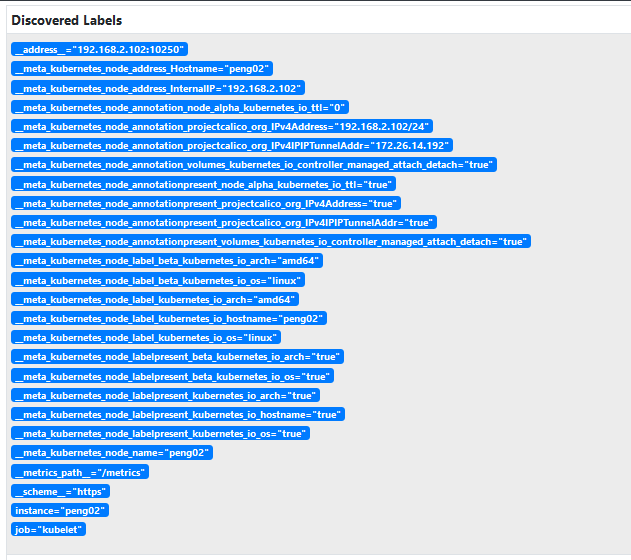 Discovered Labels
__address__="192.168.2.102:10250"
__meta_kubernetes_node_address_Hostname="peng02"
__meta_kubernetes_node_address_InternalIP="192.168.2.102"
__meta_kubernetes_node_annotation_node_alpha_kubernetes_io_ttl="0"
__meta_kubernetes_node_annotation_projectcalico_org_IPv4Address="192.168.2.102/24"
__meta_kubernetes_node_annotation_projectcalico_org_IPv4IPIPTunnelAddr="172.26.14.192"
__meta_kubernetes_node_annotation_volumes_kubernetes_io_controller_managed_attach_detach="true"
__meta_kubernetes_node_annotationpresent_node_alpha_kubernetes_io_ttl="true"
__meta_kubernetes_node_annotationpresent_projectcalico_org_IPv4Address="true"
__meta_kubernetes_node_annotationpresent_projectcalico_org_IPv4IPIPTunnelAddr="true"
__meta_kubernetes_node_annotationpresent_volumes_kubernetes_io_controller_managed_attach_detach="true"
__meta_kubernetes_node_label_beta_kubernetes_io_arch="amd64"
__meta_kubernetes_node_label_beta_kubernetes_io_os="linux"
__meta_kubernetes_node_label_kubernetes_io_arch="amd64"
__meta_kubernetes_node_label_kubernetes_io_hostname="peng02"
__meta_kubernetes_node_label_kubernetes_io_os="linux"
__meta_kubernetes_node_labelpresent_beta_kubernetes_io_arch="true"
__meta_kubernetes_node_labelpresent_beta_kubernetes_io_os="true"
__meta_kubernetes_node_labelpresent_kubernetes_io_arch="true"
__meta_kubernetes_node_labelpresent_kubernetes_io_hostname="true"
__meta_kubernetes_node_labelpresent_kubernetes_io_os="true"
__meta_kubernetes_node_name="peng02"
__metrics_path__="/metrics"
__scheme__="https"
instance="peng02"
job="kubelet"